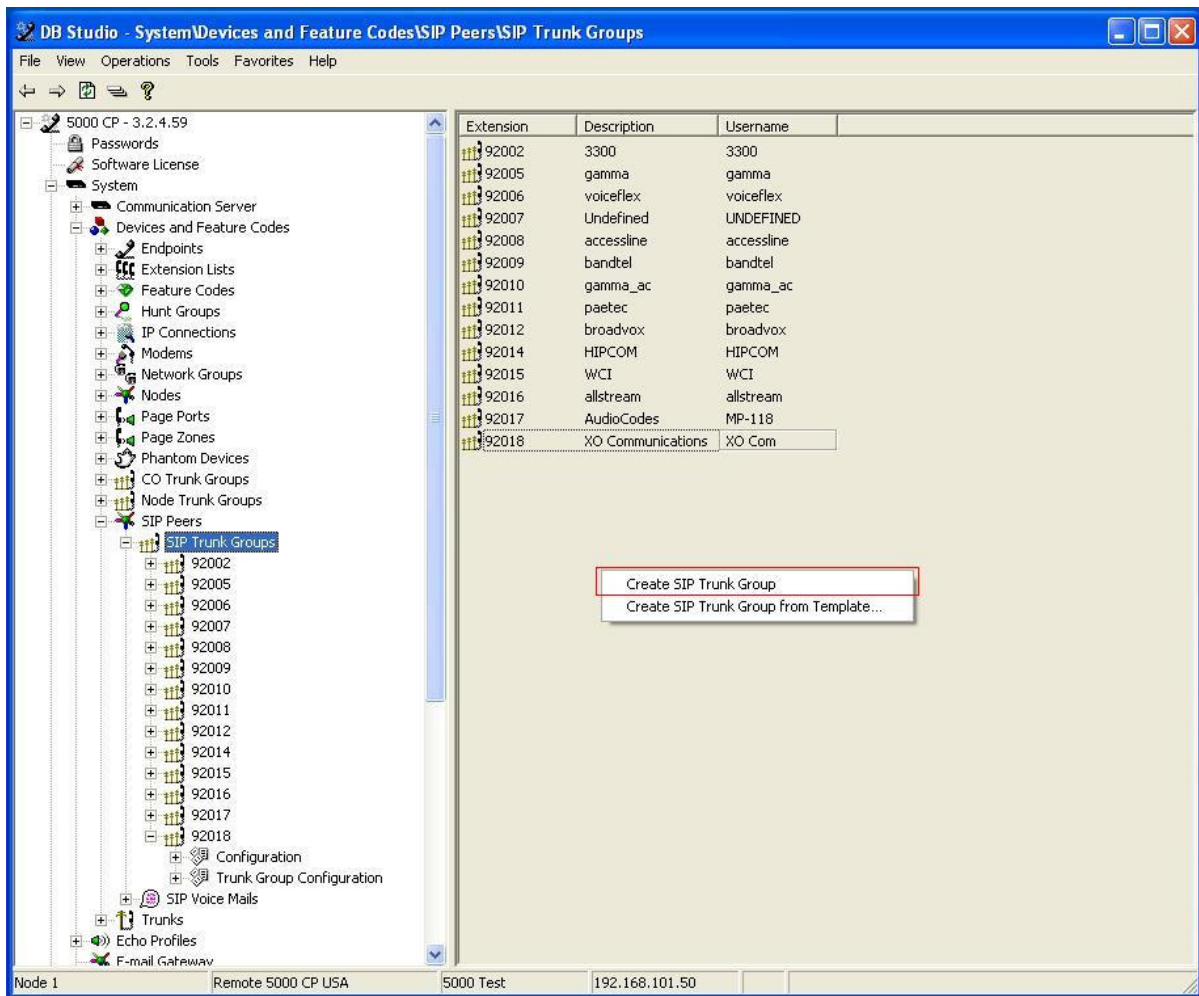 DB Studio - System\Devices and Feature Codes\SIP Peers\SIP Trunk Groups
File View Operations Tools Favorites Help
5000 CP - 3.2.4.59
Passwords
Software License
System
Communication Server
Devices and Feature Codes
Endpoints
Extension Lists
Feature Codes
Hunt Groups
IP Connections
Modems
Network Groups
Nodes
Page Ports
Page Zones
Phantom Devices
CO Trunk Groups
Node Trunk Groups
SIP Peers
SIP Trunk Groups
92002
92005
92006
92007
92008
92009
92010
92011
92012
92014
92015
92016
92017
92018
Configuration
Trunk Group Configuration
SIP Voice Mails
Trunks
Echo Profiles
E-mail Gateway
Extension Description Username
92002 3300 3300
92005 gamma gamma
92006 voiceflex voiceflex
92007 Undefined UNDEFINED
92008 accessline accessline
92009 bandtel bandtel
92010 gamma_ac gamma_ac
92011 paetec paetec
92012 broadvox broadvox
92014 HIPCOM HIPCOM
92015 WCI WCI
92016 allstream allstream
92017 AudioCodes MP-118
92018 XO Communications XO Com
Create SIP Trunk Group
Create SIP Trunk Group from Template...
Node 1 Remote 5000 CP USA 5000 Test 192.168.101.50